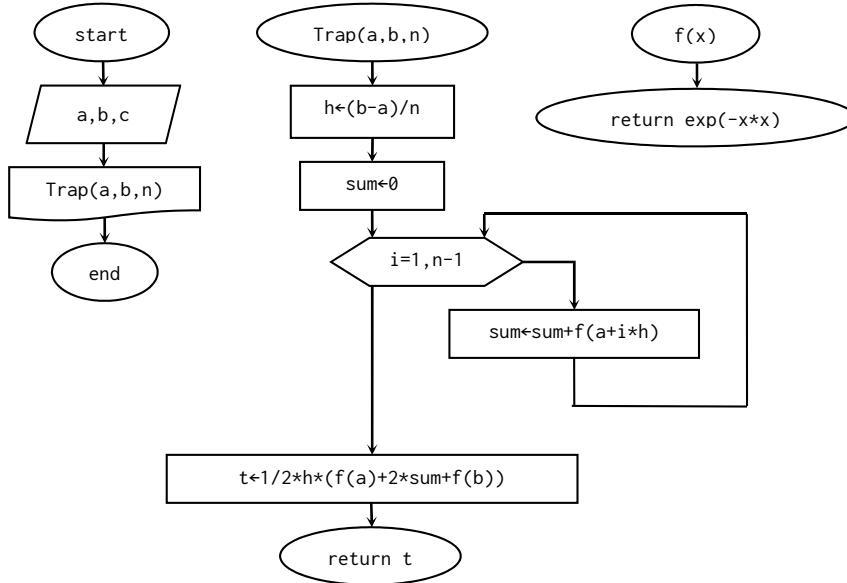 start
a,b,c
Trap(a,b,n)
end
Trap(a,b,n)
h←(b-a)/n
sum←0
i=1,n-1
sum←sum+f(a+i*h)
t←1/2*h*(f(a)+2*sum+f(b))
return t
f(x)
return exp(-x*x)